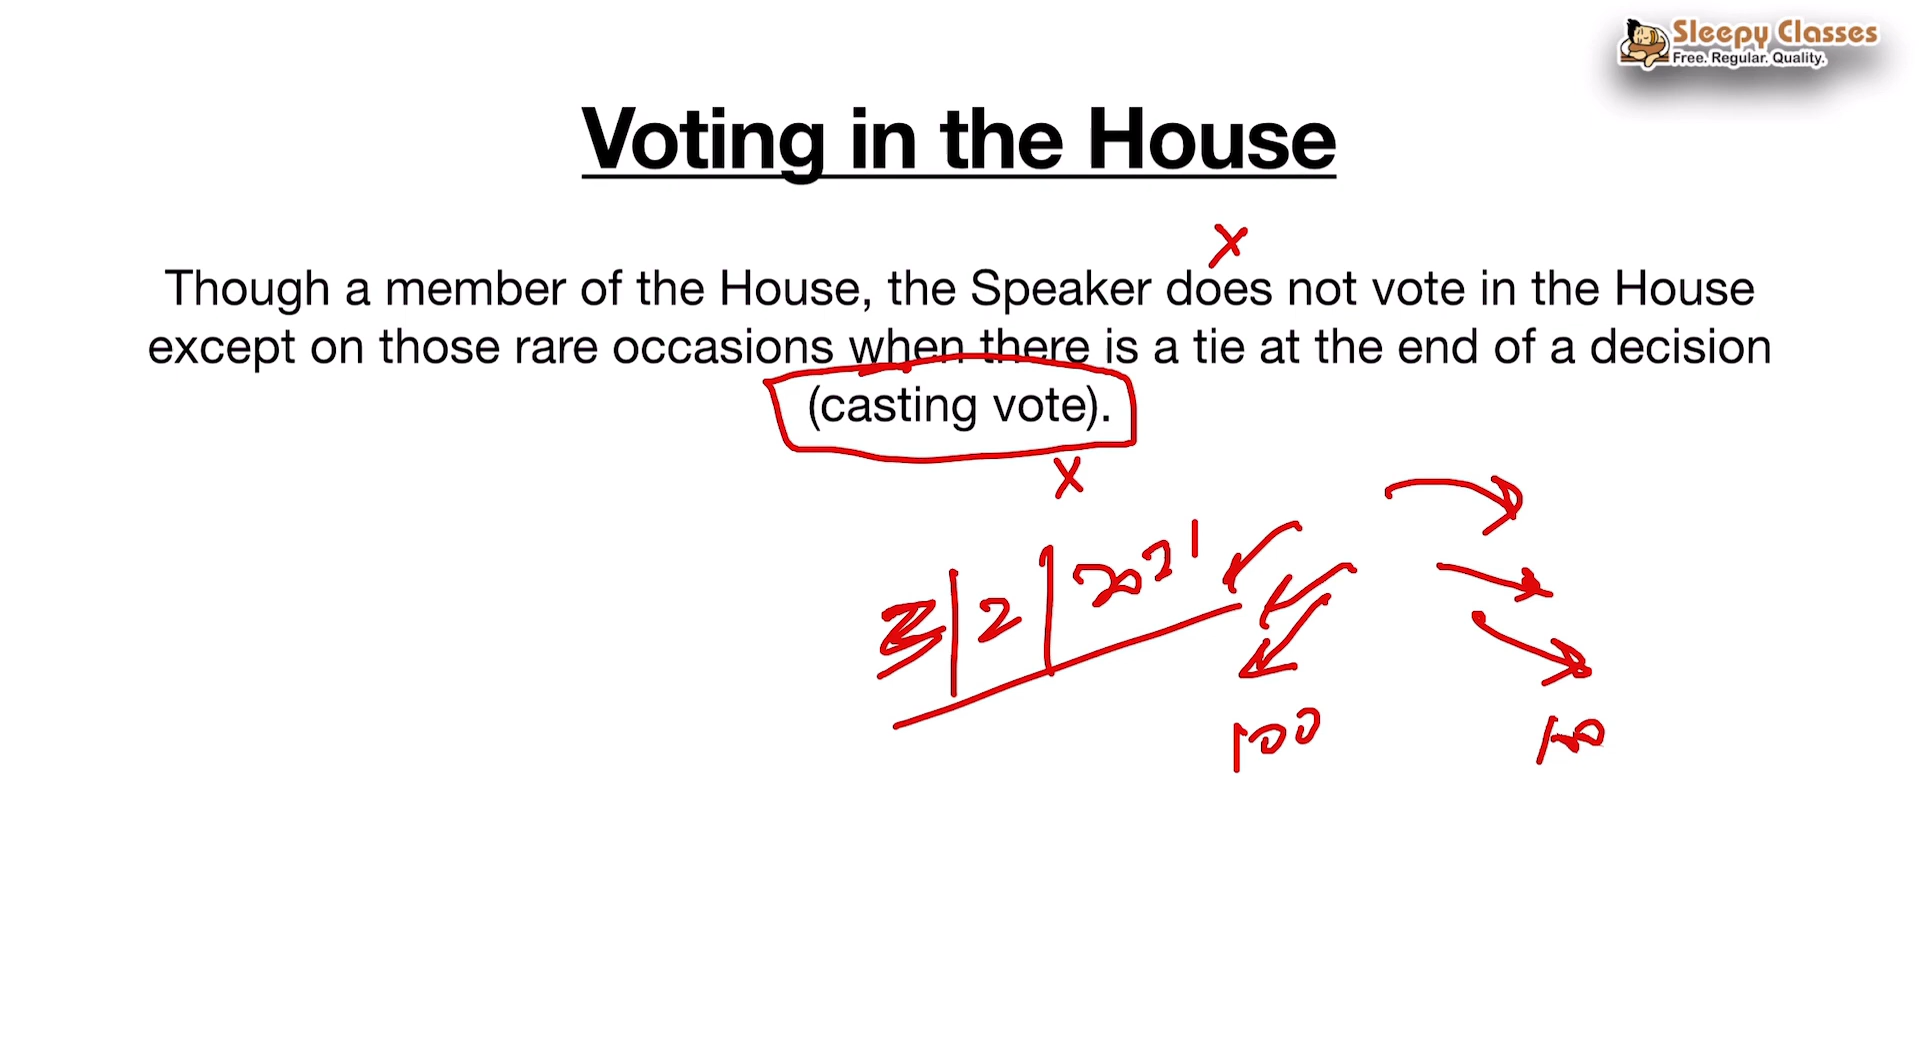 Sleepy Classes
Free. Regular. Quality.
Voting in the House
x
Though a member of the House, the Speaker does not vote in the House
except on those rare occasions when there is a tie at the end of a decision
(casting vote).
x
2021
2
100